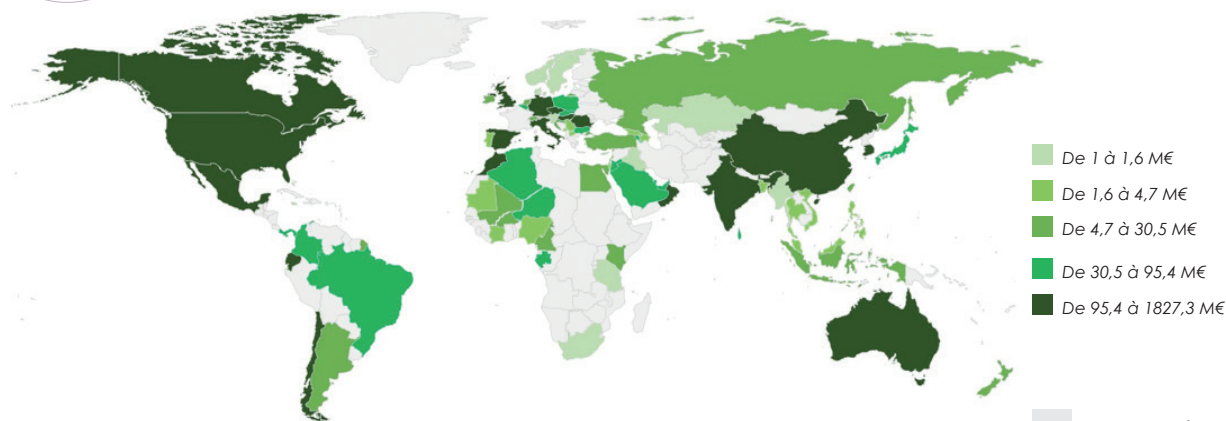 De 1 à 1,6 M€
De 1,6 à 4,7 M€
De 4,7 à 30,5 M€
De 30,5 à 95,4 M€
De 95,4 à 1827,3 M€